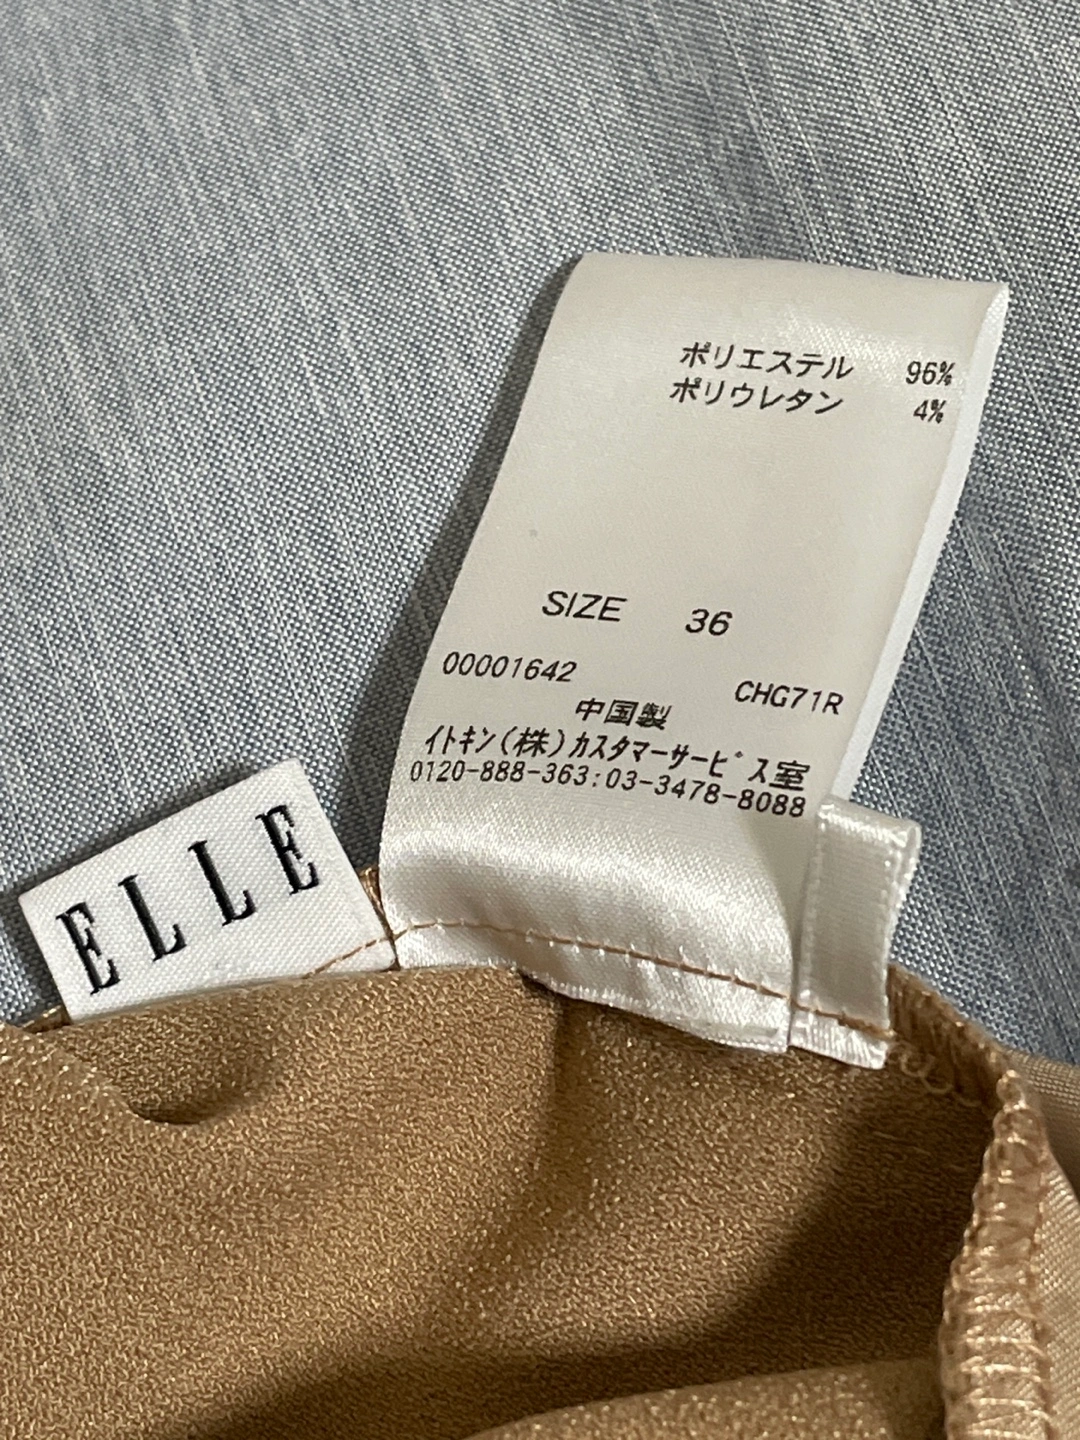 ポリエステル 96%
ポリウレタン 4%
SIZE 36
00001642 CHG71R
中国製
イトキン(株)カスタマーサービス室
0120-888-363:03-3478-8088
ELLE